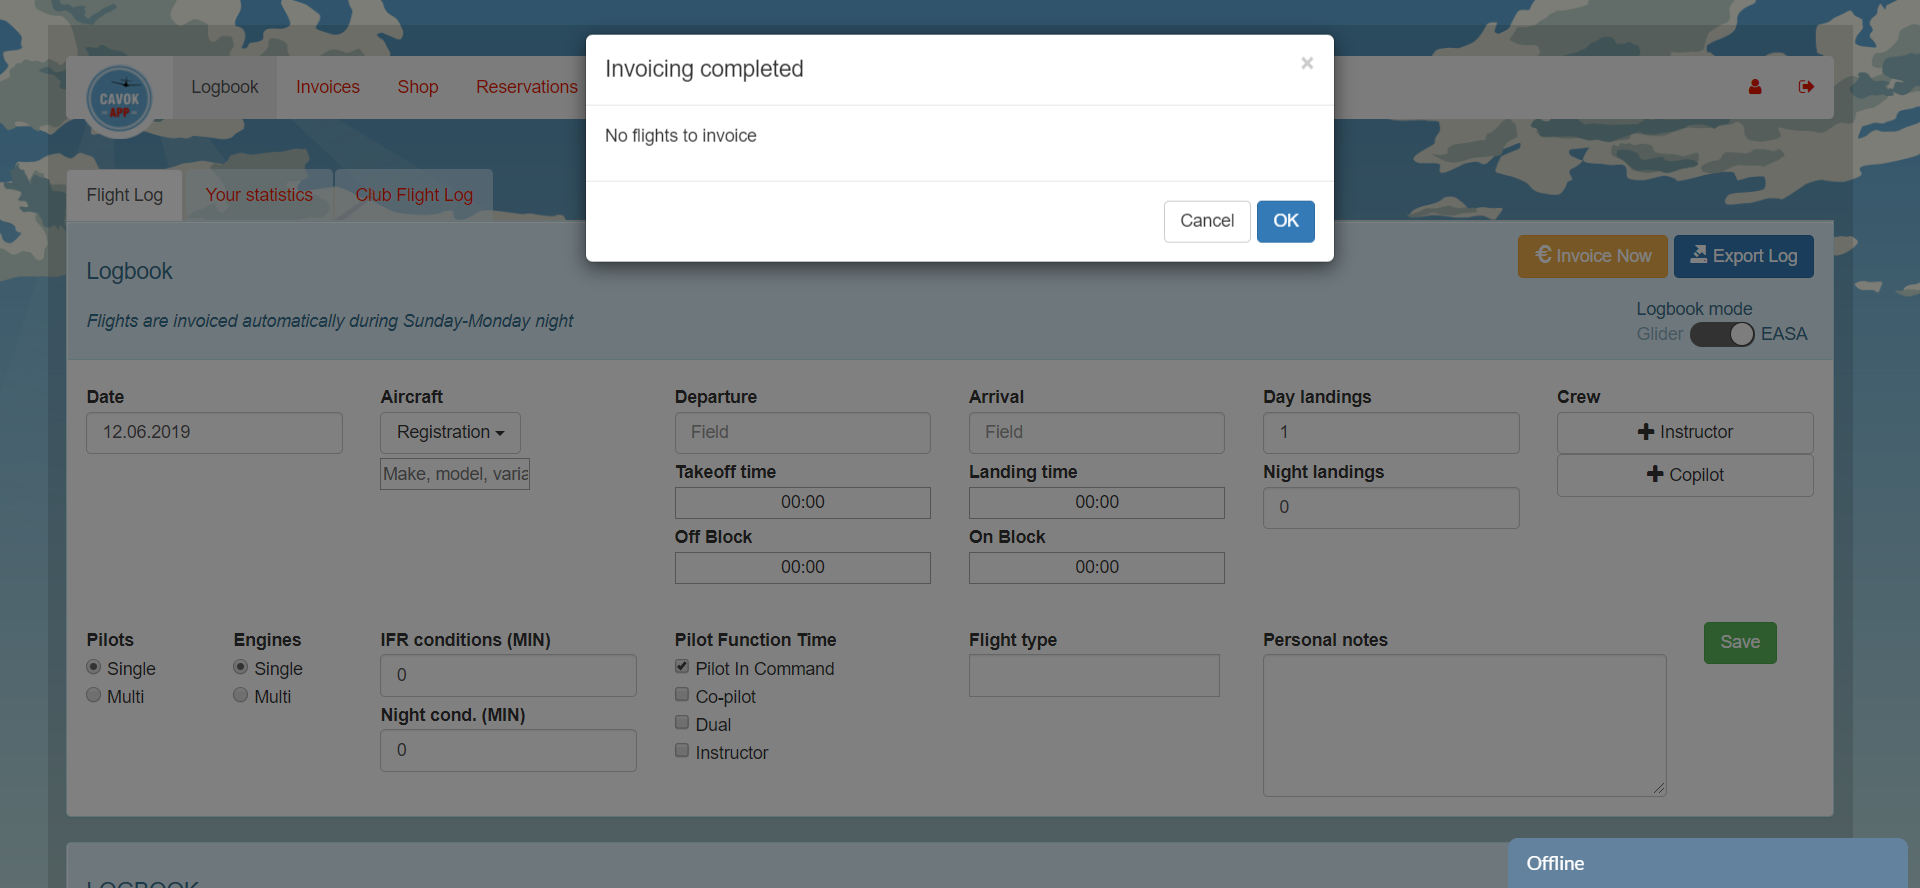 Invoicing completed
×
No flights to invoice
Cancel
OK
CAVOK
APP
Logbook
Invoices
Shop
Reservations
Flight Log
Your statistics
Club Flight Log
Logbook
€ Invoice Now
Export Log
Flights are invoiced automatically during Sunday-Monday night
Logbook mode
Glider
EASA
Date
Aircraft
Departure
Arrival
Day landings
Crew
12.06.2019
Registration
Field
Field
1
Instructor
Make, model, varia
Takeoff time
Landing time
Night landings
Copilot
00:00
00:00
0
Off Block
On Block
00:00
00:00
Pilots
Engines
IFR conditions (MIN)
Pilot Function Time
Flight type
Personal notes
Save
Single
Single
0
Pilot In Command
Multi
Multi
Co-pilot
Night cond. (MIN)
Dual
0
Instructor
LOGBOOK
Offline